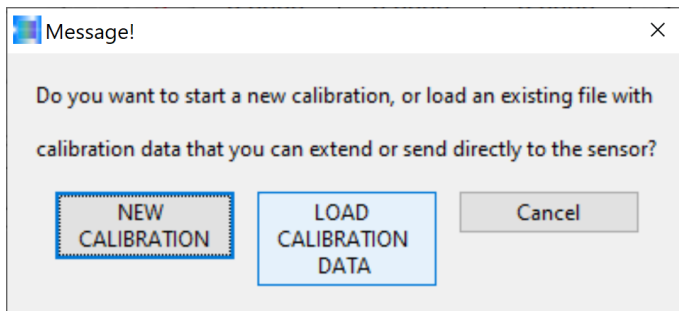 Message!
Do you want to start a new calibration, or load an existing file with
calibration data that you can extend or send directly to the sensor?
NEW
CALIBRATION
LOAD
CALIBRATION
DATA
Cancel